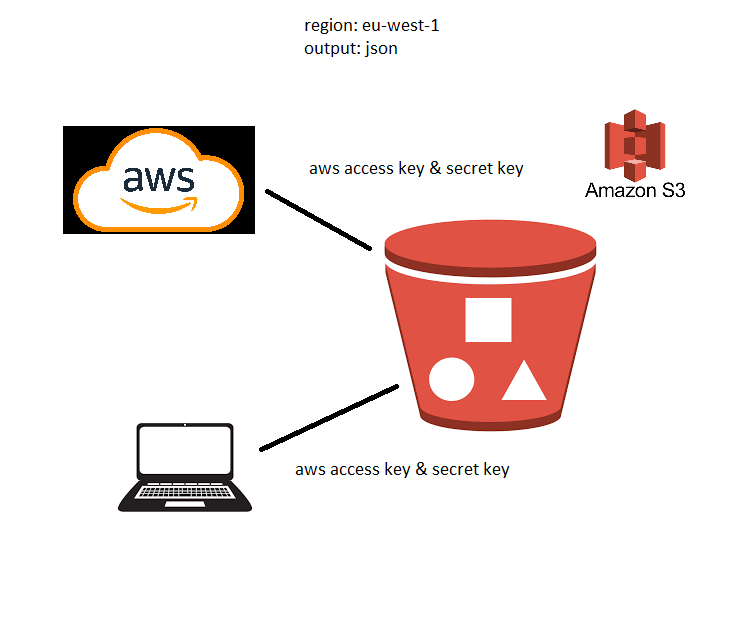 region: eu-west-1
output: json
aws
aws access key & secret key
Amazon S3
aws access key & secret key